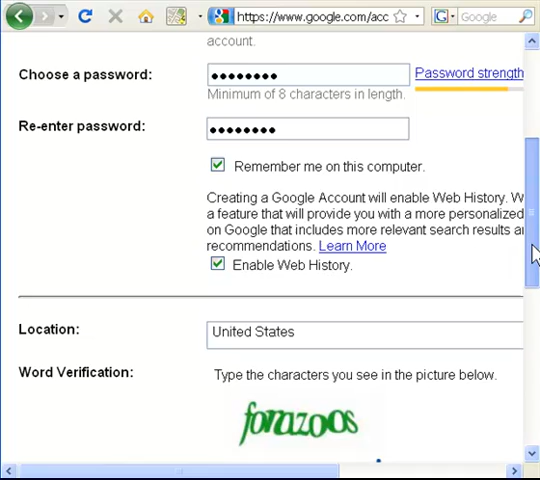 https://www.google.com/acc
Google
account.
Choose a password:
Password strength
Minimum of 8 characters in length.
Re-enter password:
Remember me on this computer.
Creating a Google Account will enable Web History. W
a feature that will provide you with a more personalized
on Google that includes more relevant search results a
recommendations. Learn More
Enable Web History.
Location:
United States
Word Verification:
Type the characters you see in the picture below.